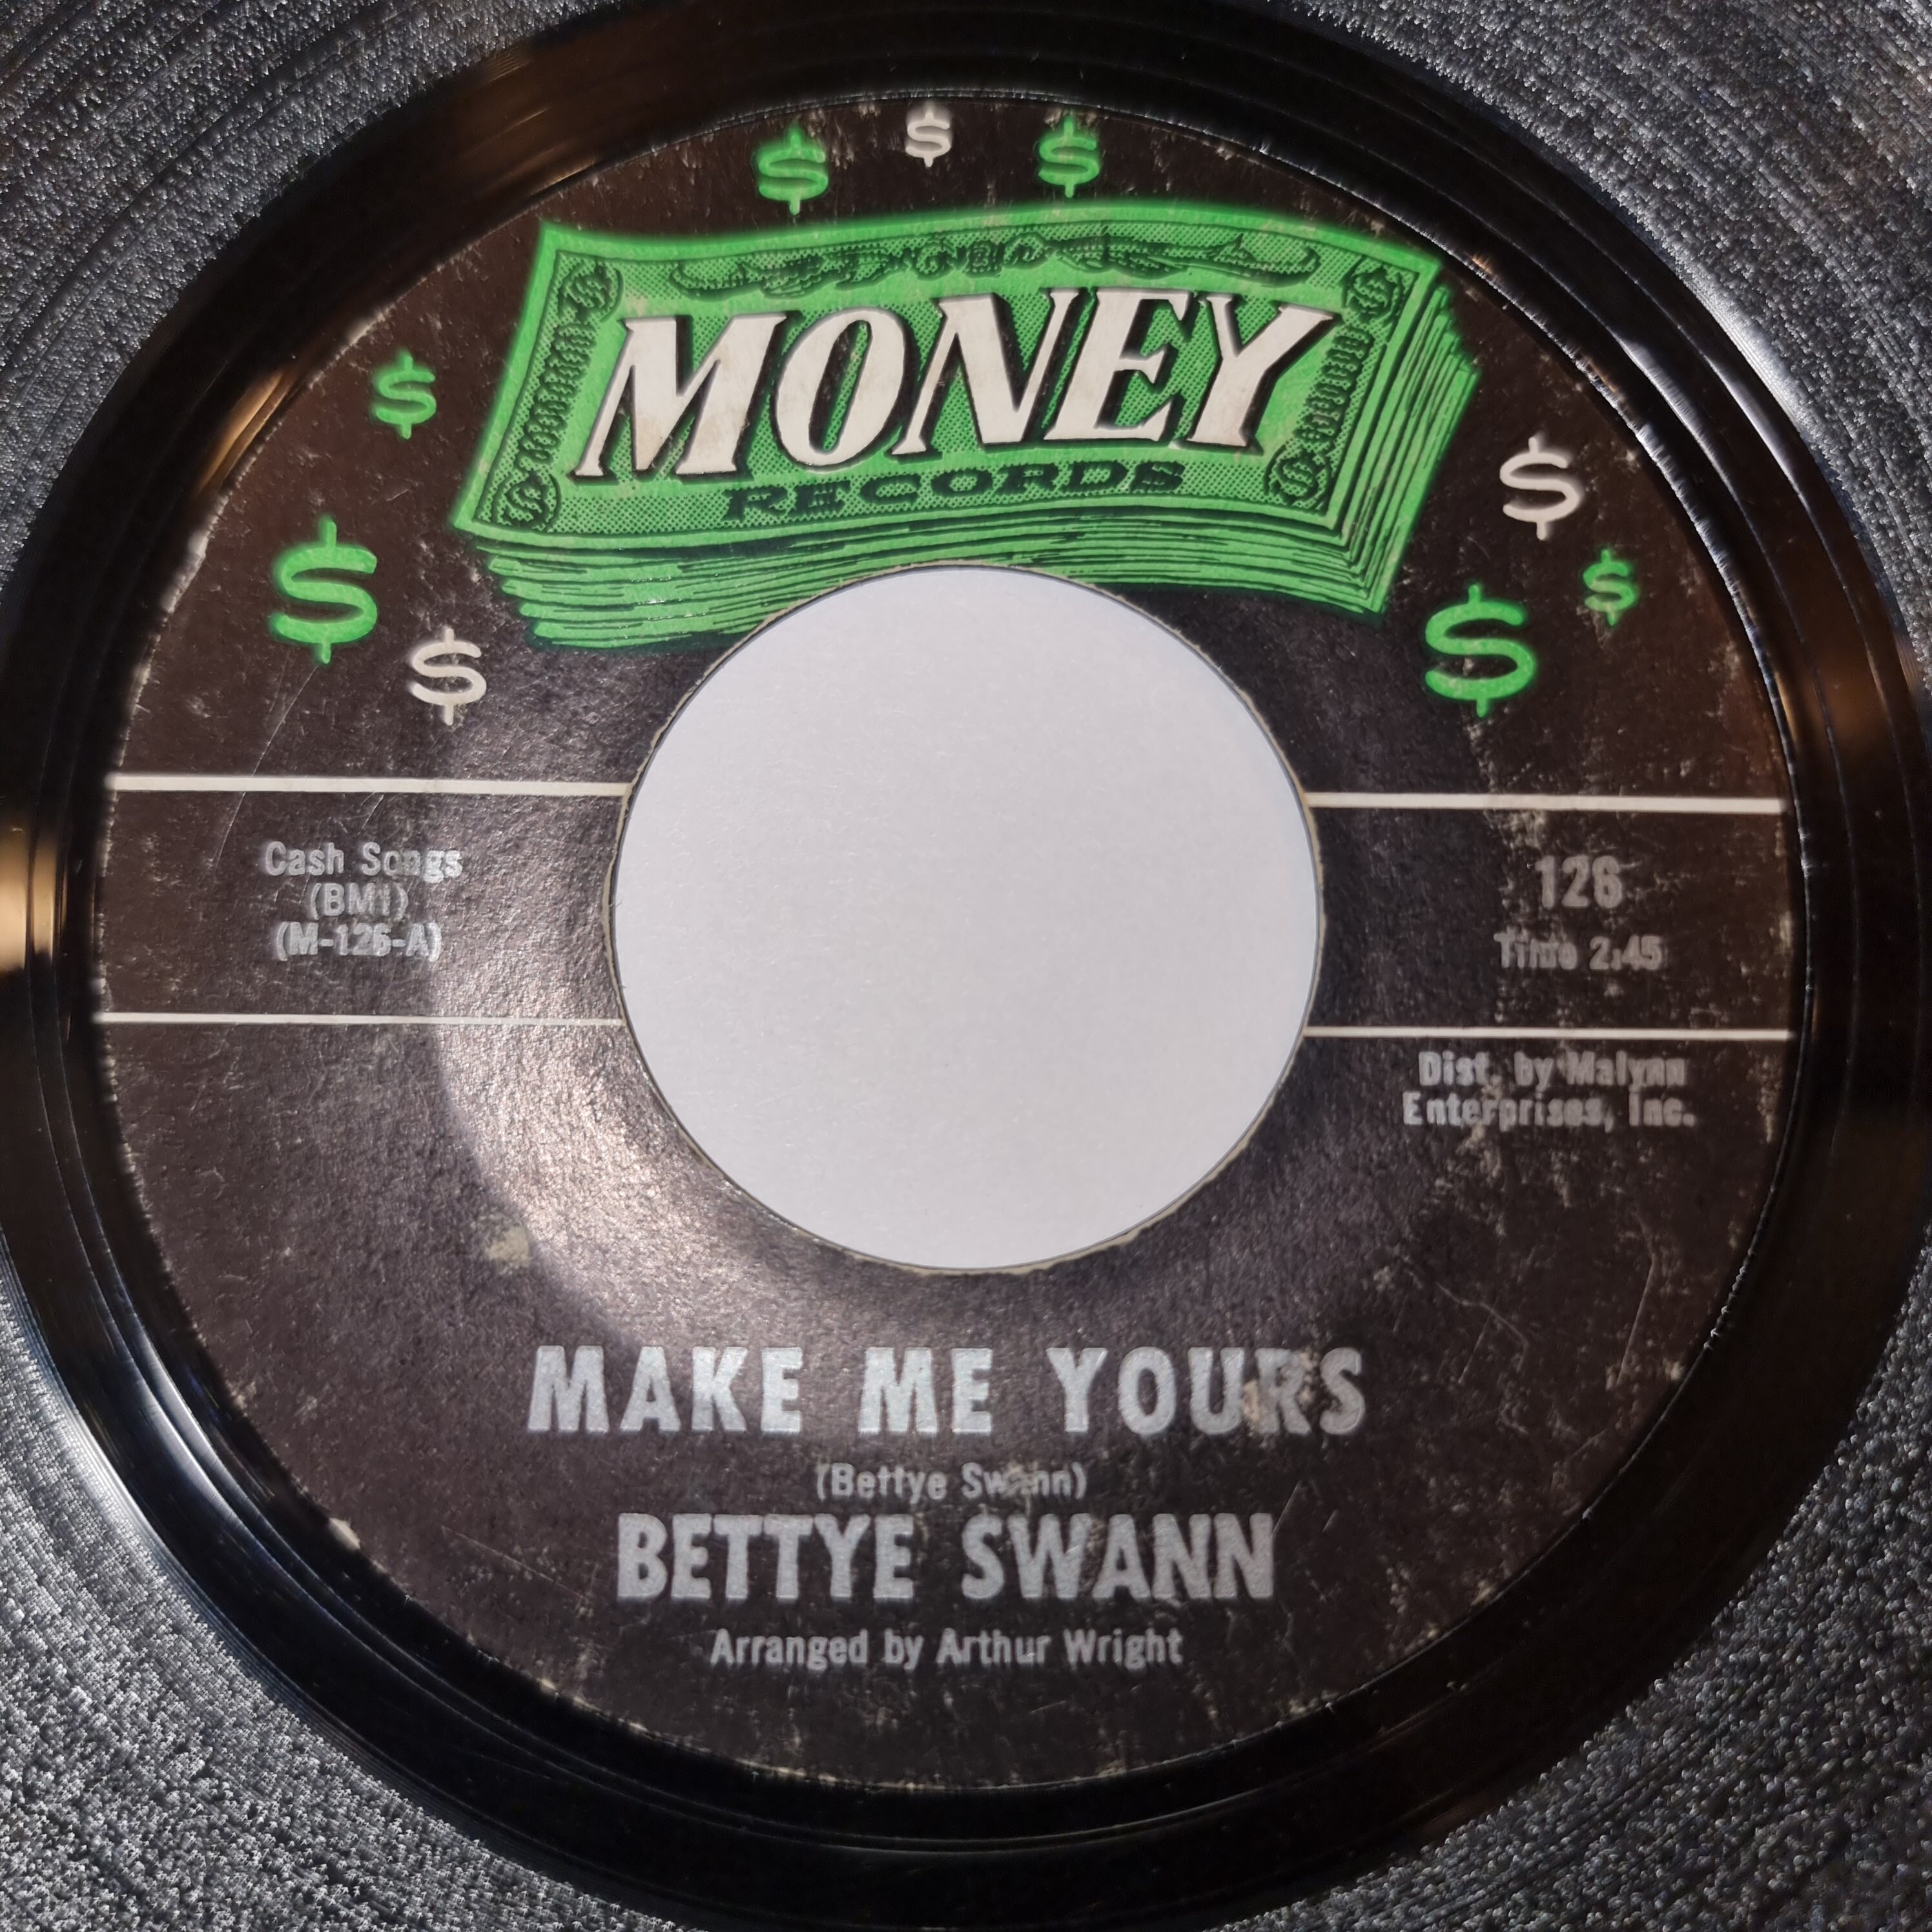 MONEY
RECORDS
Cash Songs
(BMI)
(M-126-A)
126
Time 2:45
Dist. by Malynn
Enterprises, Inc.
MAKE ME YOURS
(Bettye Swann)
BETTYE SWANN
Arranged by Arthur Wright